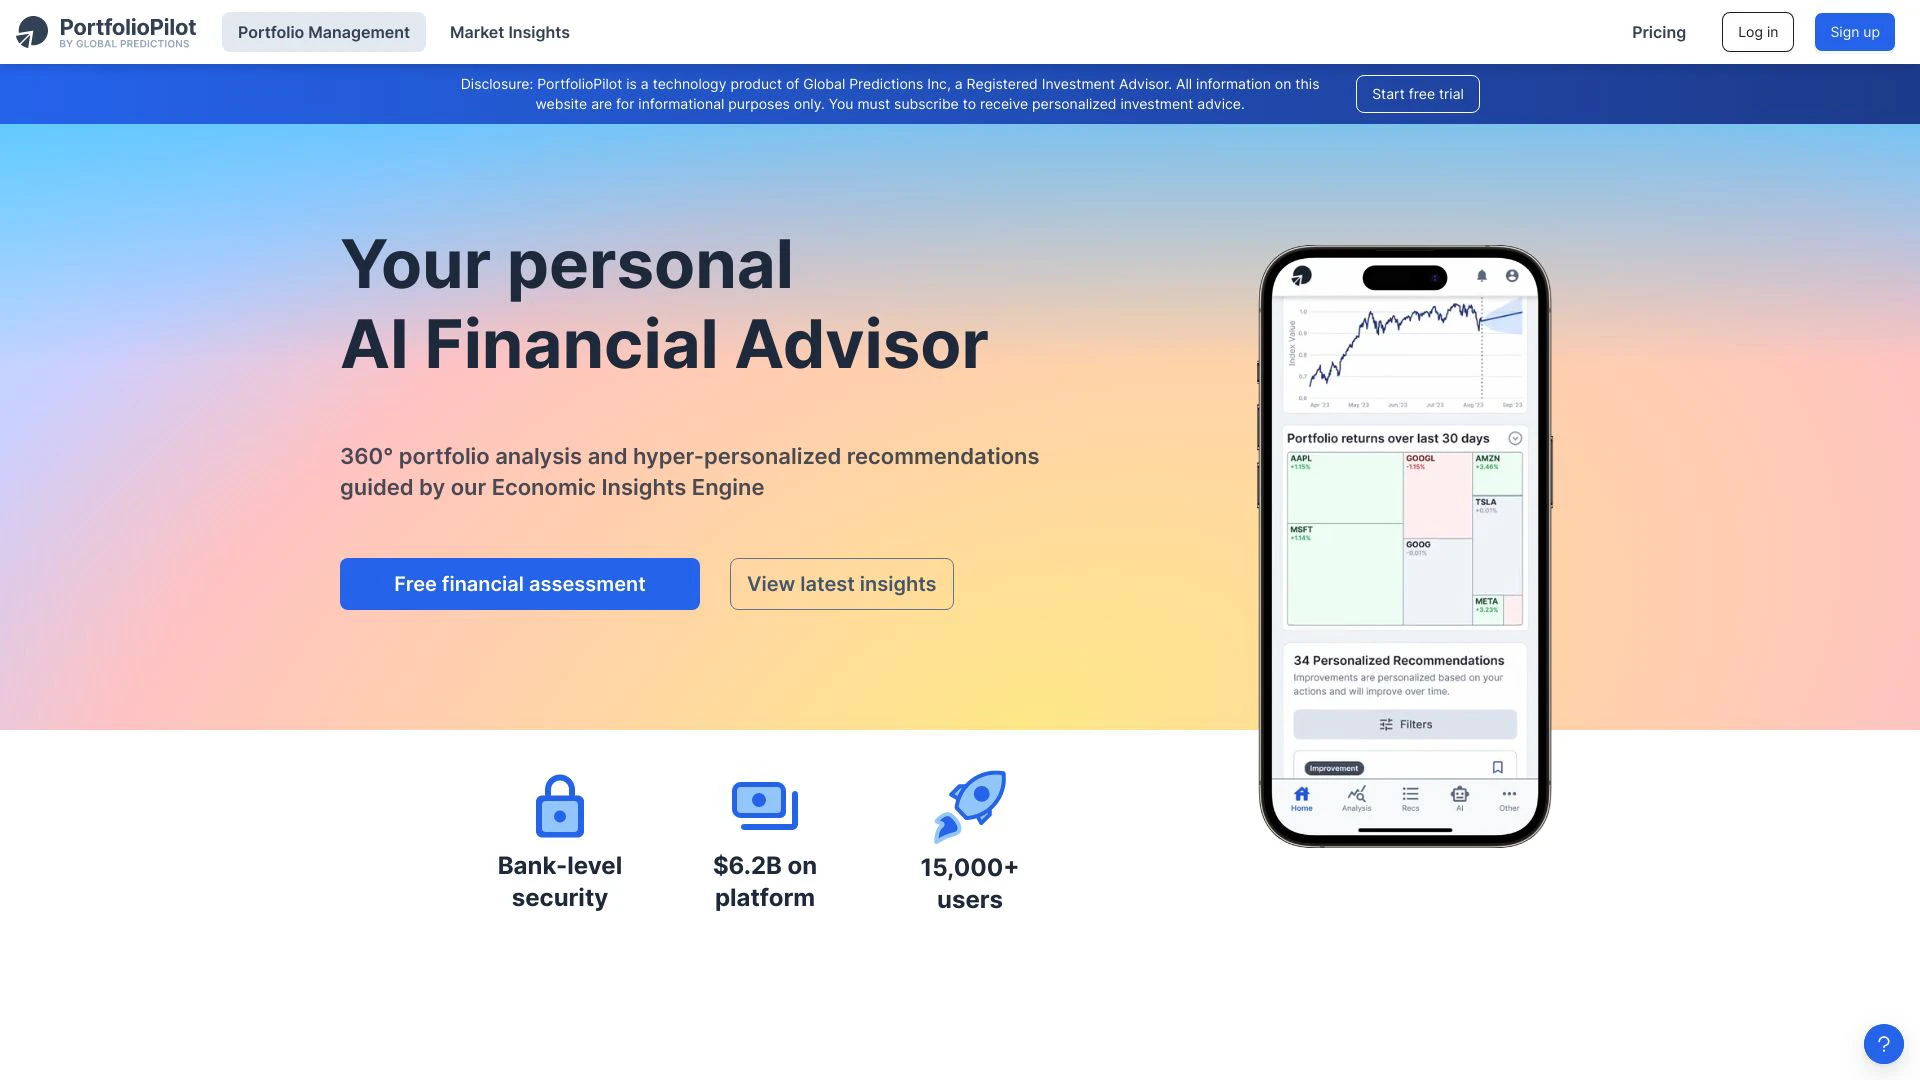 PortfolioPilot
BY GLOBAL PREDICTIONS
Portfolio Management
Market Insights
Pricing
Log in
Sign up
Disclosure: PortfolioPilot is a technology product of Global Predictions Inc, a Registered Investment Advisor. All information on this
website are for informational purposes only. You must subscribe to receive personalized investment advice.
Start free trial
Your personal
AI Financial Advisor
360° portfolio analysis and hyper-personalized recommendations
guided by our Economic Insights Engine
Free financial assessment
View latest insights
Bank-level
security
$6.2B on
platform
15,000+
users
Index Value
1.0
0.9
0.8
0.7
0.6
Apr '23
May '23
Jun '23
Jul '23
Aug '23
Sep '23
Portfolio returns over last 30 days
AAPL
+1.15%
GOOGL
-1.15%
AMZN
+3.46%
TSLA
+0.01%
MSFT
+1.14%
GOOG
-0.01%
META
+3.23%
34 Personalized Recommendations
Improvements are personalized based on your
actions and will improve over time.
Filters
Improvement
Home
Analysis
Recs
AI
Other
?